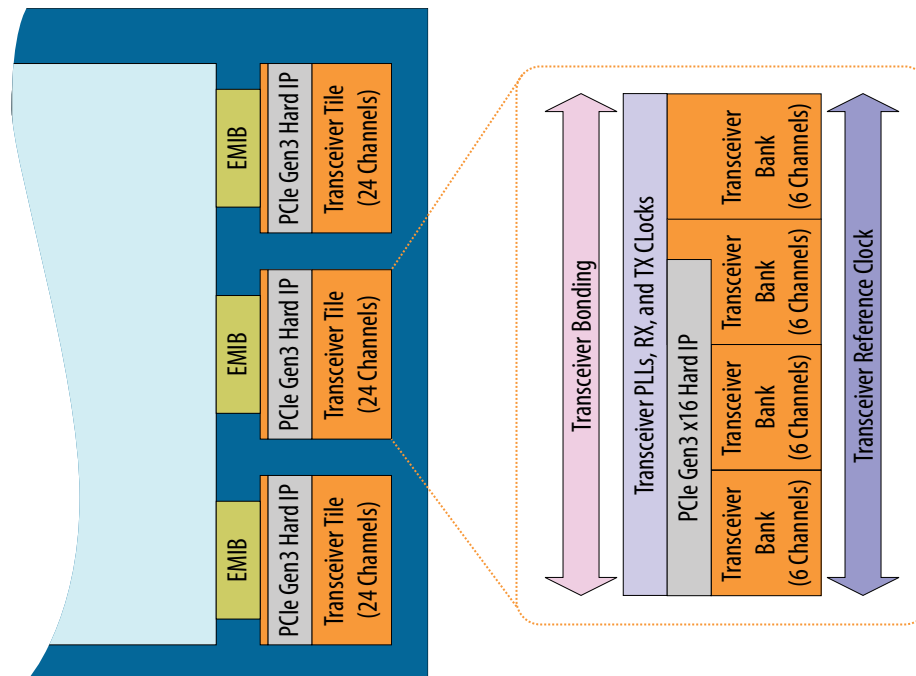 EMIB
PCIe Gen3 Hard IP
Transceiver Tile
(24 Channels)
EMIB
PCIe Gen3 Hard IP
Transceiver Tile
(24 Channels)
EMIB
PCIe Gen3 Hard IP
Transceiver Tile
(24 Channels)
Transceiver Bonding
Transceiver PLLs, RX, and TX CLocks
PCIe Gen3 x16 Hard IP
Transceiver
Bank
(6 Channels)
Transceiver
Bank
(6 Channels)
Transceiver
Bank
(6 Channels)
Transceiver
Bank
(6 Channels)
Transceiver Reference Clock